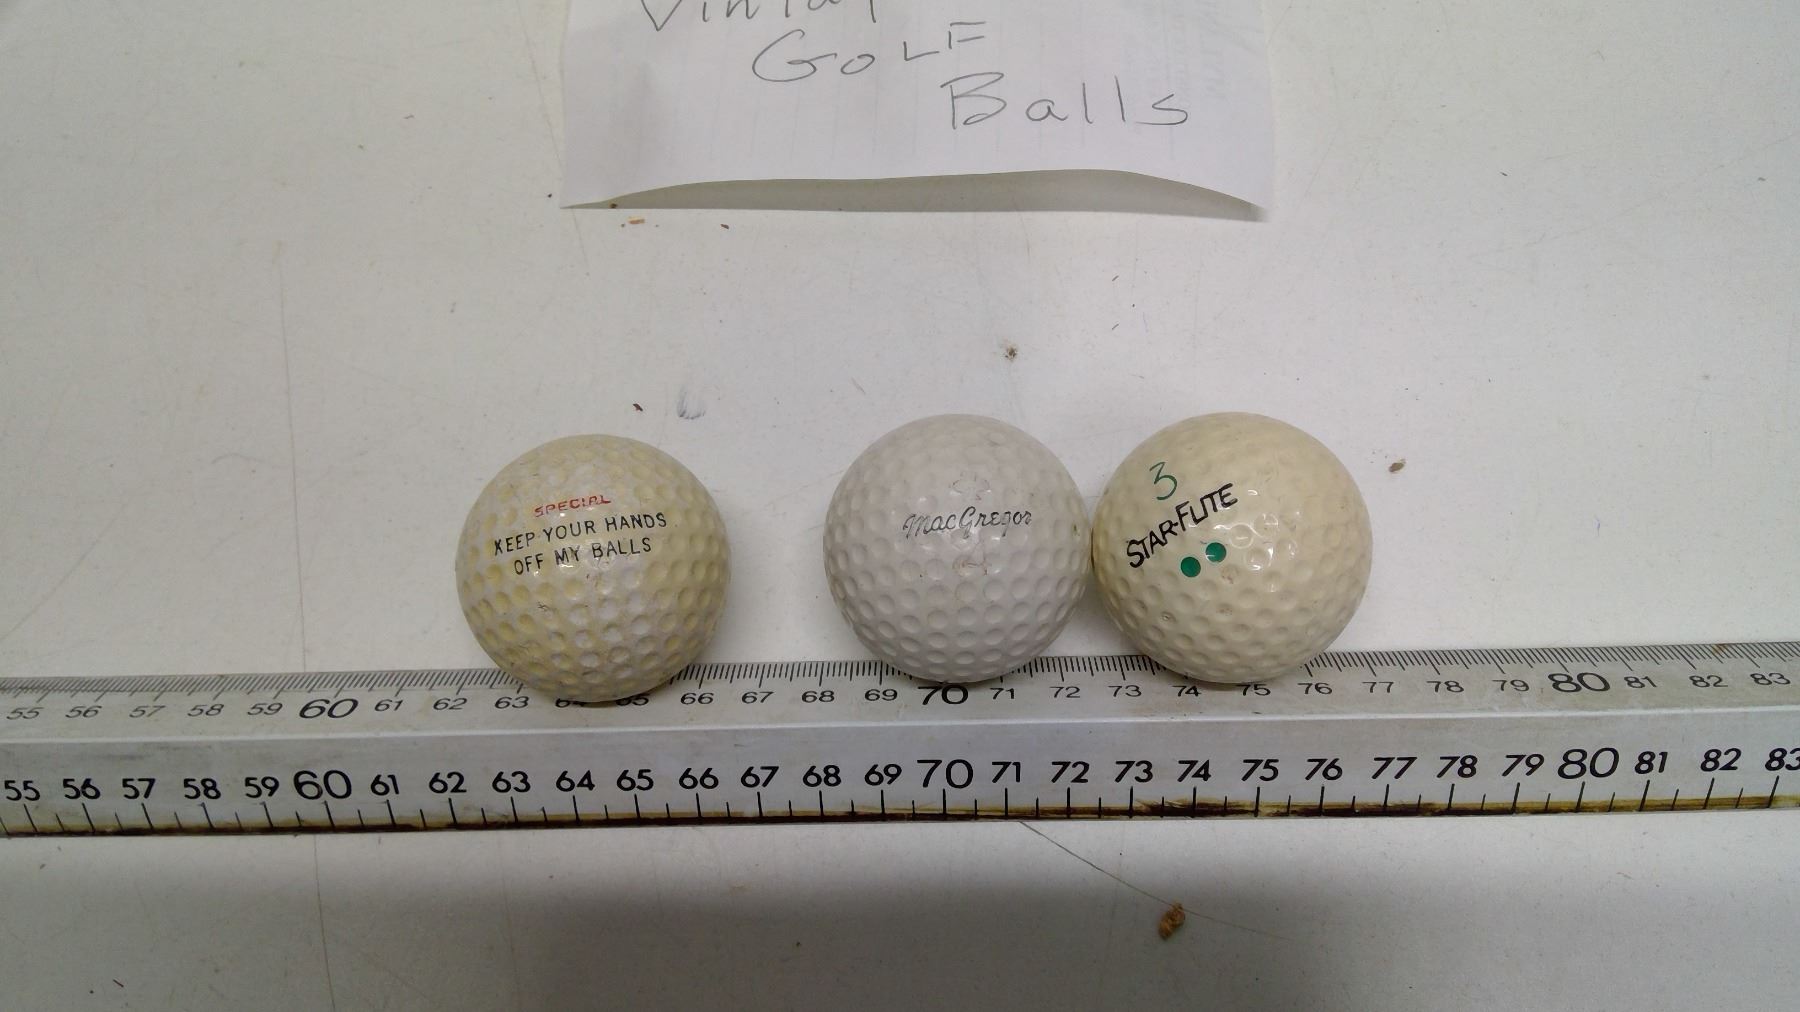 GOLF
Balls
SPECIAL
KEEP YOUR HANDS
OFF MY BALLS
MacGregor
3
STAR-FLITE
55 56 57 58 59 60 61 62 63 64 65 66 67 68 69 70 71 72 73 74 75 76 77 78 79 80 81 82 83
55 56 57 58 59 60 61 62 63 64 65 66 67 68 69 70 71 72 73 74 75 76 77 78 79 80 81 82 83